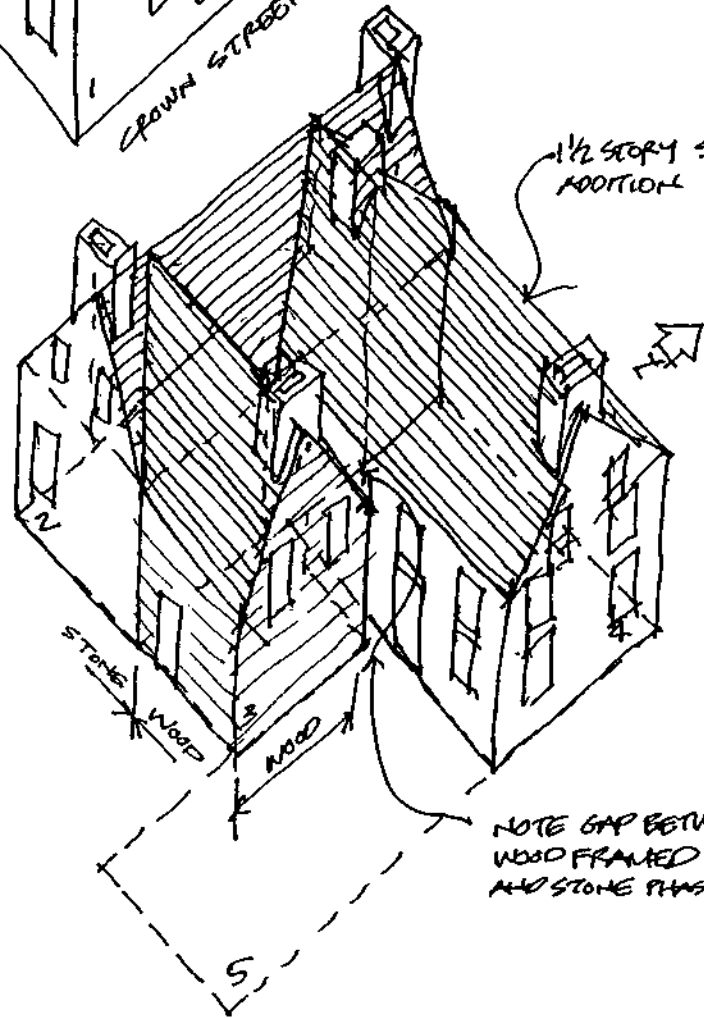 1
CROWN STREET
1½ STORY S
ADDITION
2
STONE
WOOD
3
WOOD
4
NOTE GAP BETW
WOOD FRAMED
AND STONE PHAS
5